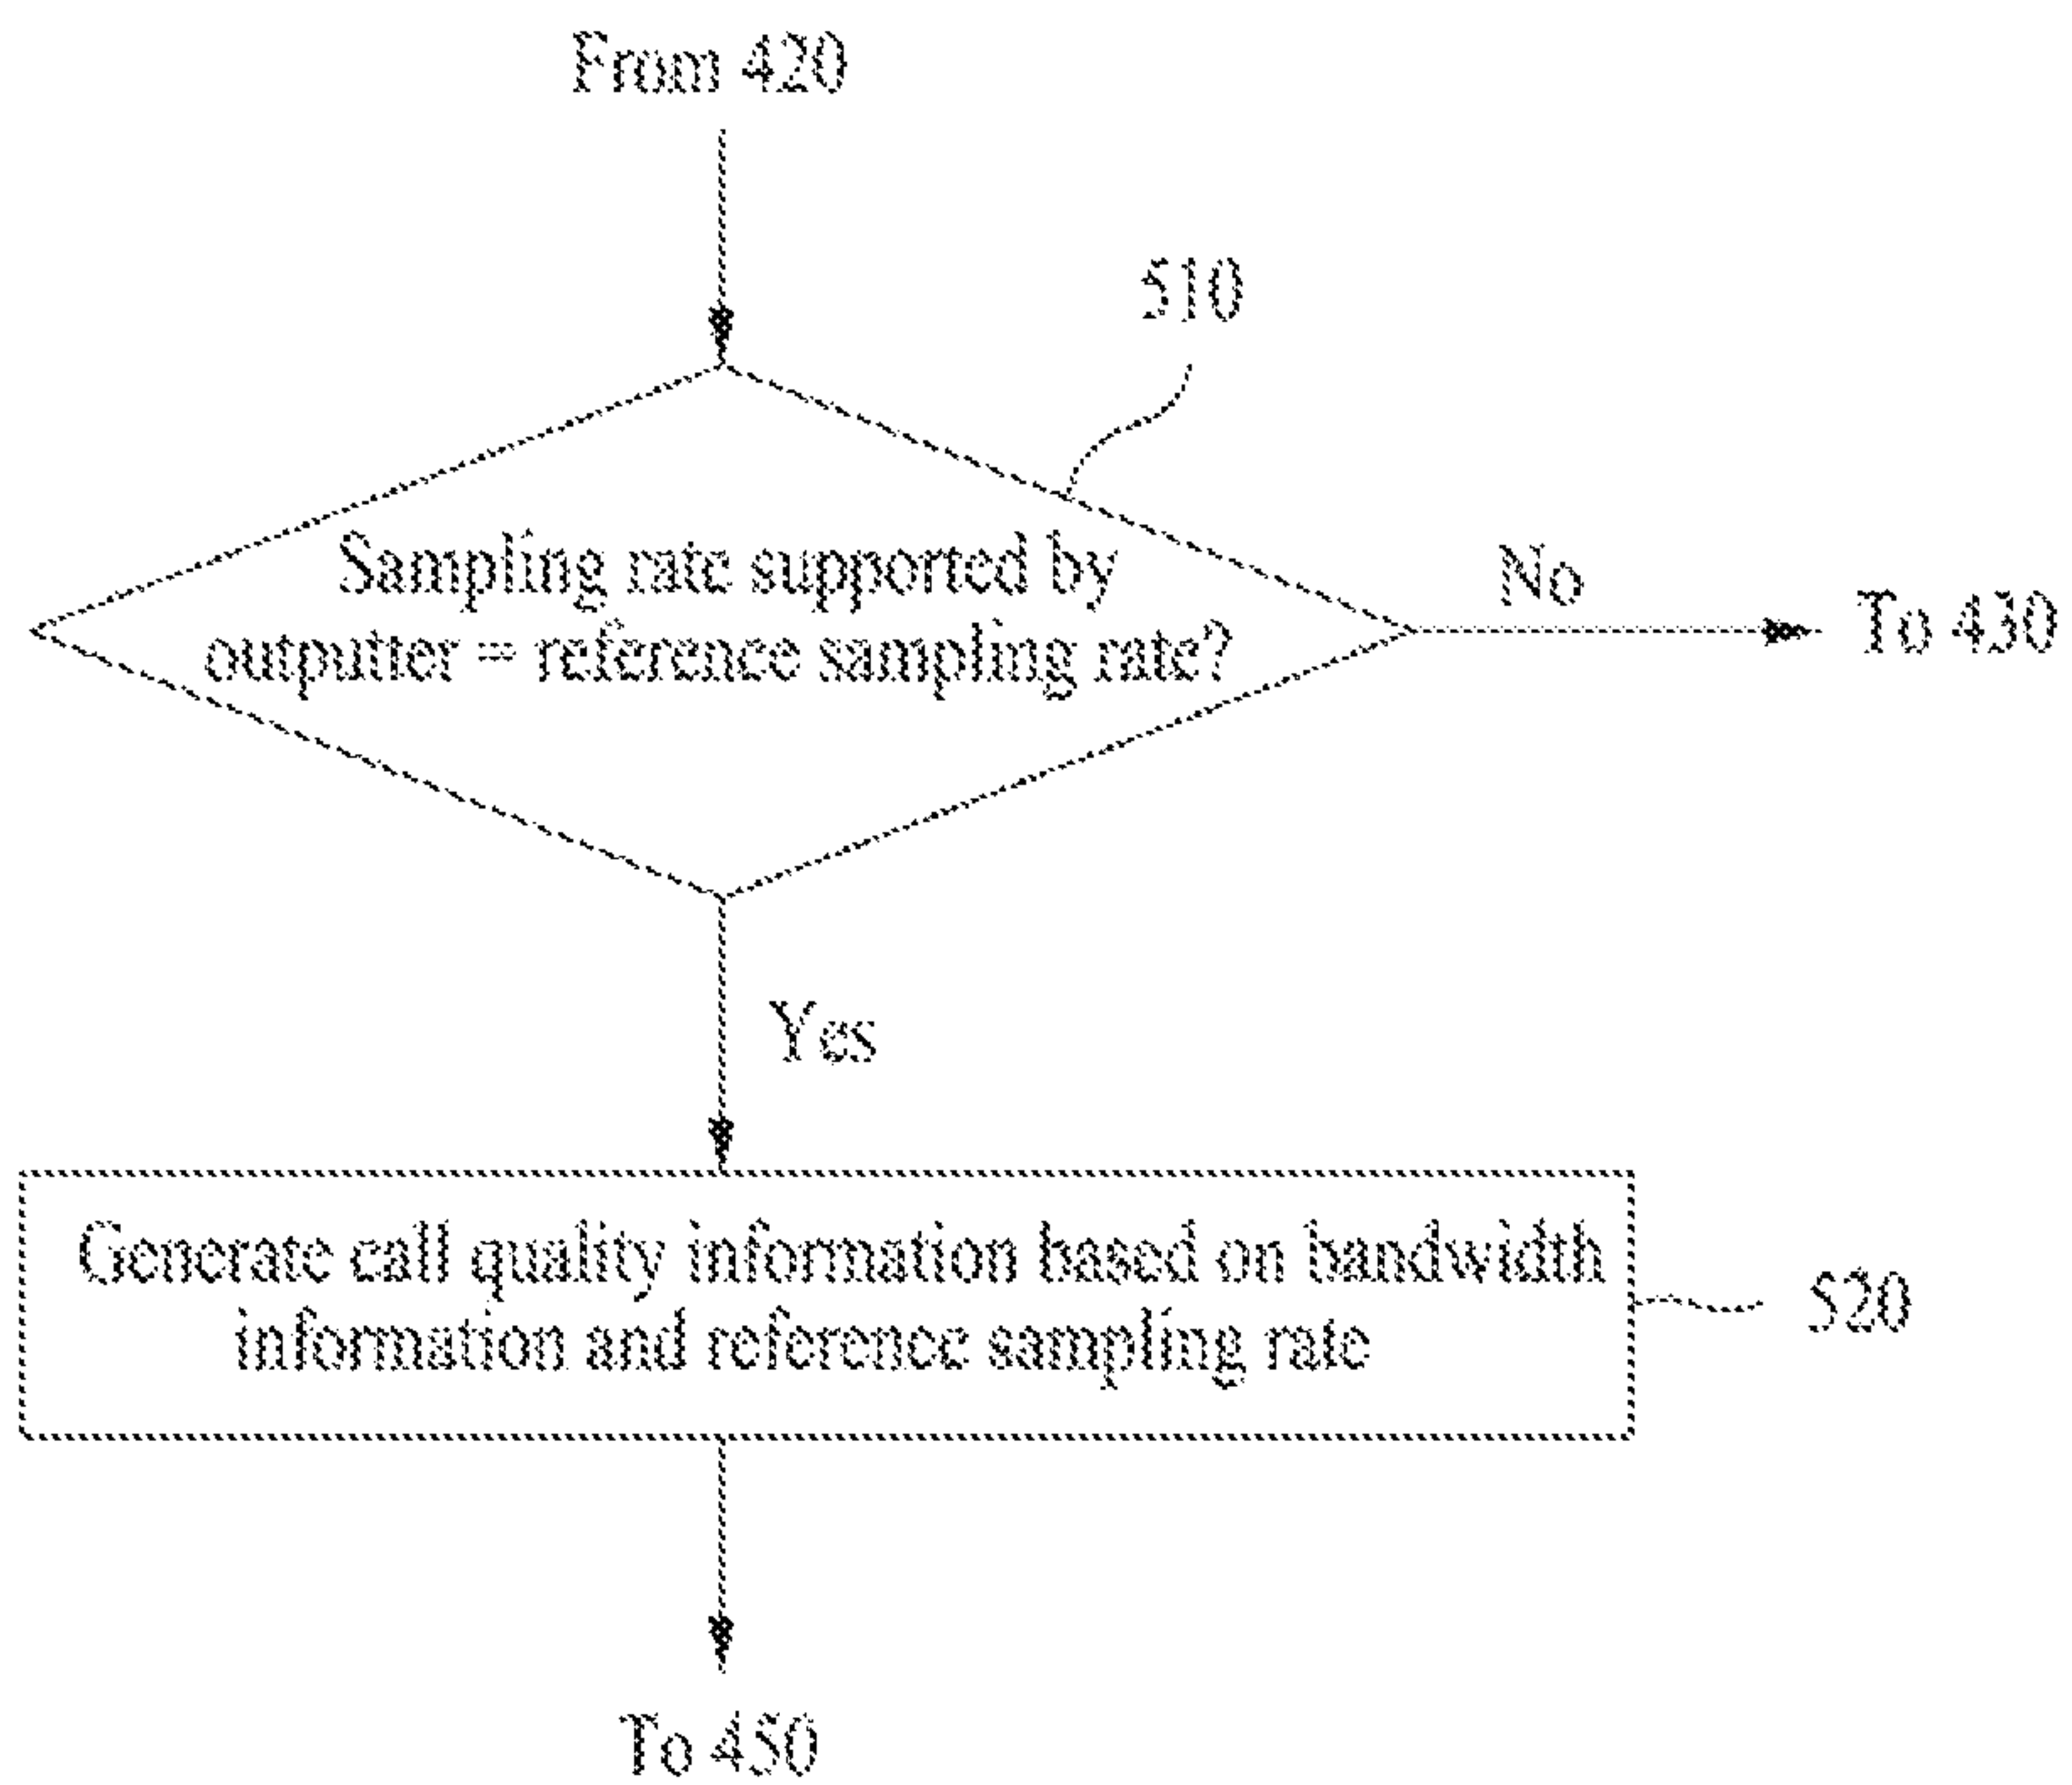 From 420
510
Sampling rate supported by
outputter = reference sampling rate?
No
To 430
Yes
Generate call quality information based on bandwidth
information and reference sampling rate
520
To 450